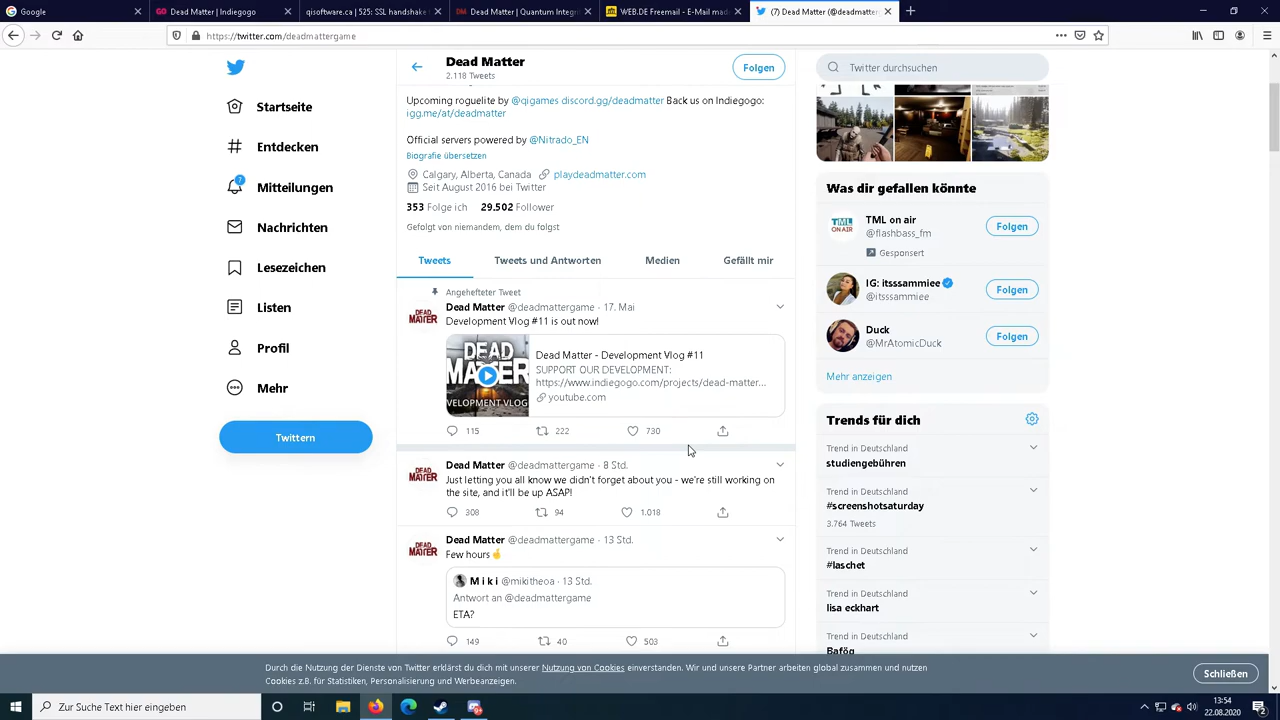 Google
Dead Matter | Indiegogo
qisoftware.ca | 525: SSL handshake
Dead Matter | Quantum Integri
WEB.DE Freemail - E-Mail mad
(7) Dead Matter (@deadmatter
https://twitter.com/deadmattergame
Startseite
Entdecken
7
Mitteilungen
Nachrichten
Lesezeichen
Listen
Profil
Mehr
Twittern
Dead Matter
2.118 Tweets
Folgen
Upcoming roguelite by @qigames discord.gg/deadmatter Back us on Indiegogo:
igg.me/at/deadmatter
Official servers powered by @Nitrado_EN
Biografie übersetzen
Calgary, Alberta, Canada playdeadmatter.com
Seit August 2016 bei Twitter
353 Folge ich 29.502 Follower
Gefolgt von niemandem, dem du folgst
Tweets Tweets und Antworten Medien Gefällt mir
Angehefteter Tweet
DEAD MATTER
Dead Matter @deadmattergame · 17. Mai
Development Vlog #11 is out now!
DEAD
MATTER
VELOPMENT VLOG
Dead Matter - Development Vlog #11
SUPPORT OUR DEVELOPMENT:
https://www.indiegogo.com/projects/dead-matter...
youtube.com
115 222 730
DEAD MATTER
Dead Matter @deadmattergame · 8 Std.
Just letting you all know we didn't forget about you - we're still working on
the site, and it'll be up ASAP!
308 94 1.018
DEAD MATTER
Dead Matter @deadmattergame · 13 Std.
Few hours🤞
M i k i @mikitheoa · 13 Std.
Antwort an @deadmattergame
ETA?
149 40 503
Twitter durchsuchen
Was dir gefallen könnte
TML
ON AIR
TML on air
@flashbass_fm
Folgen
Gesponsert
IG: itsssammiee
@itsssammiee
Folgen
Duck
@MrAtomicDuck
Folgen
Mehr anzeigen
Trends für dich
Trend in Deutschland
studiengebühren
Trend in Deutschland
#screenshotsaturday
3.764 Tweets
Trend in Deutschland
#laschet
Trend in Deutschland
lisa eckhart
Trend in Deutschland
Bafög
Durch die Nutzung der Dienste von Twitter erklärst du dich mit unserer Nutzung von Cookies einverstanden. Wir und unsere Partner arbeiten global zusammen und nutzen
Cookies z.B. für Statistiken, Personalisierung und Werbeanzeigen.
Schließen
Zur Suche Text hier eingeben
13:54
22.08.2020
2